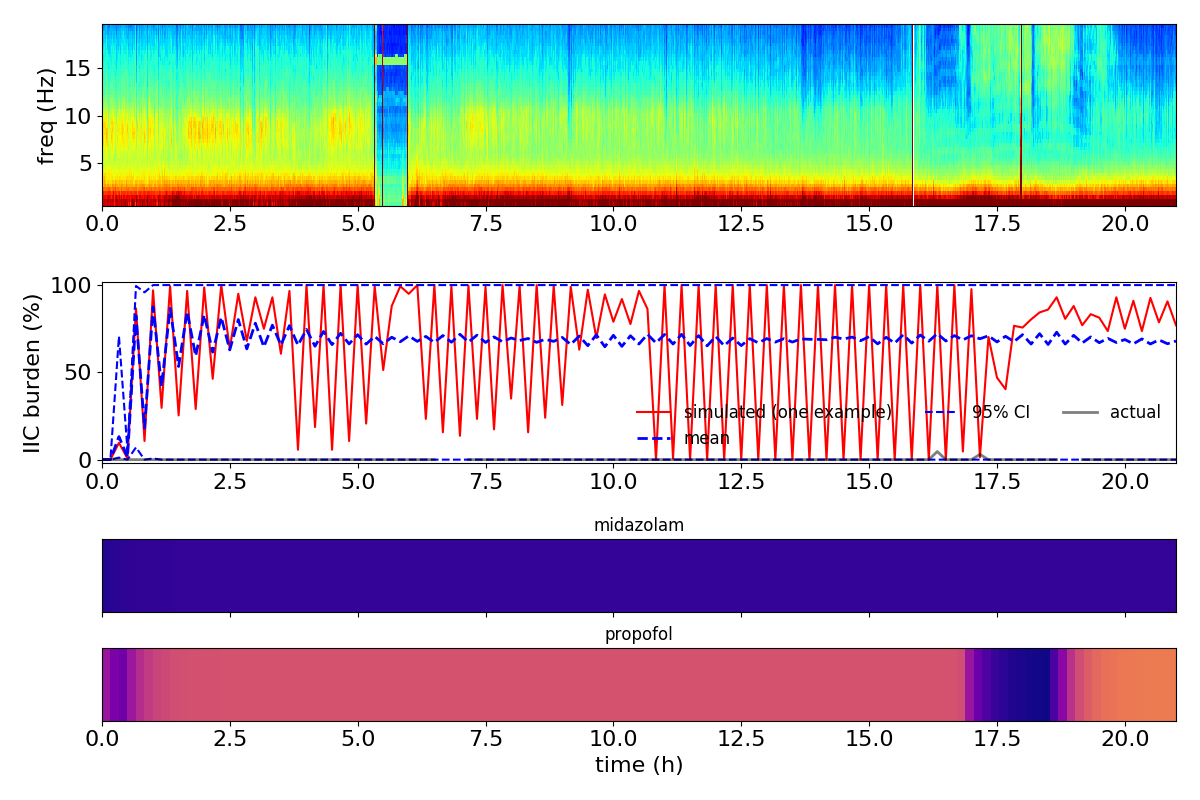 freq (Hz)
15
10
5
0.0 2.5 5.0 7.5 10.0 12.5 15.0 17.5 20.0
IIC burden (%)
100
50
0
simulated (one example) 95% CI actual
mean
0.0 2.5 5.0 7.5 10.0 12.5 15.0 17.5 20.0
midazolam
propofol
0.0 2.5 5.0 7.5 10.0 12.5 15.0 17.5 20.0
time (h)